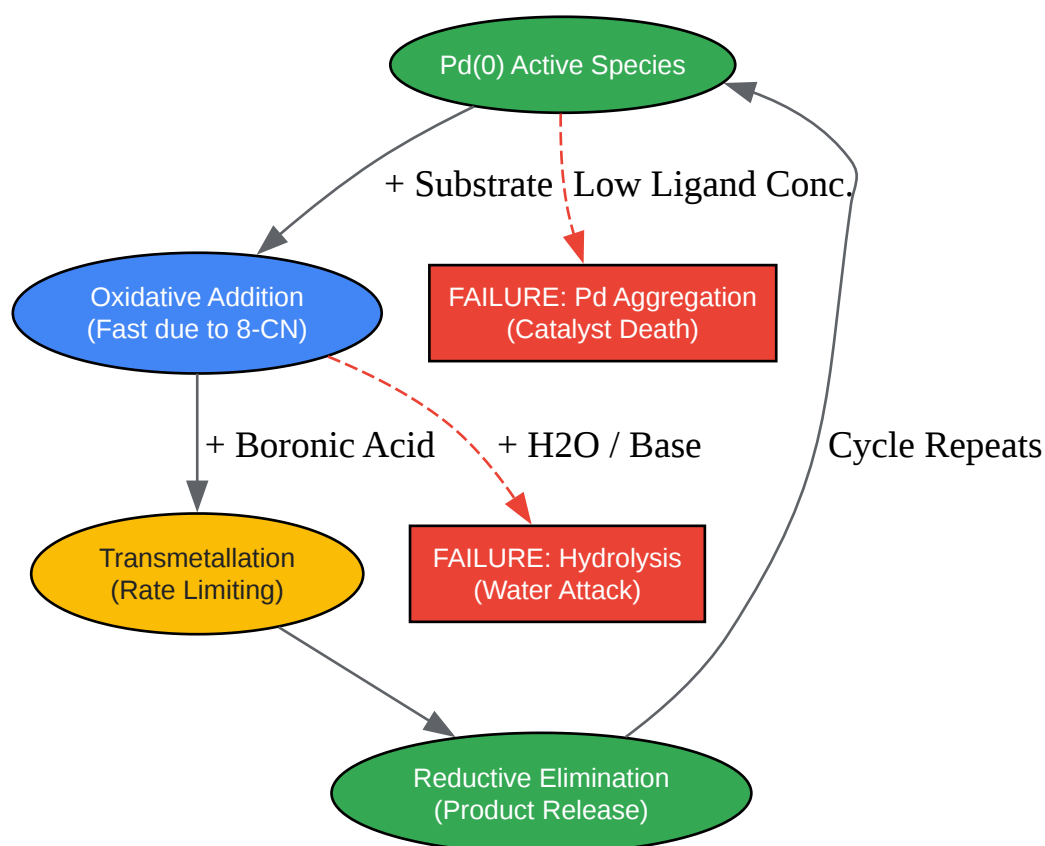 Pd(0) Active Species
+ Substrate
Low Ligand Conc.
Oxidative Addition
(Fast due to 8-CN)
FAILURE: Pd Aggregation
(Catalyst Death)
+ Boronic Acid
+ H2O / Base
Cycle Repeats
Transmetallation
(Rate Limiting)
FAILURE: Hydrolysis
(Water Attack)
Reductive Elimination
(Product Release)